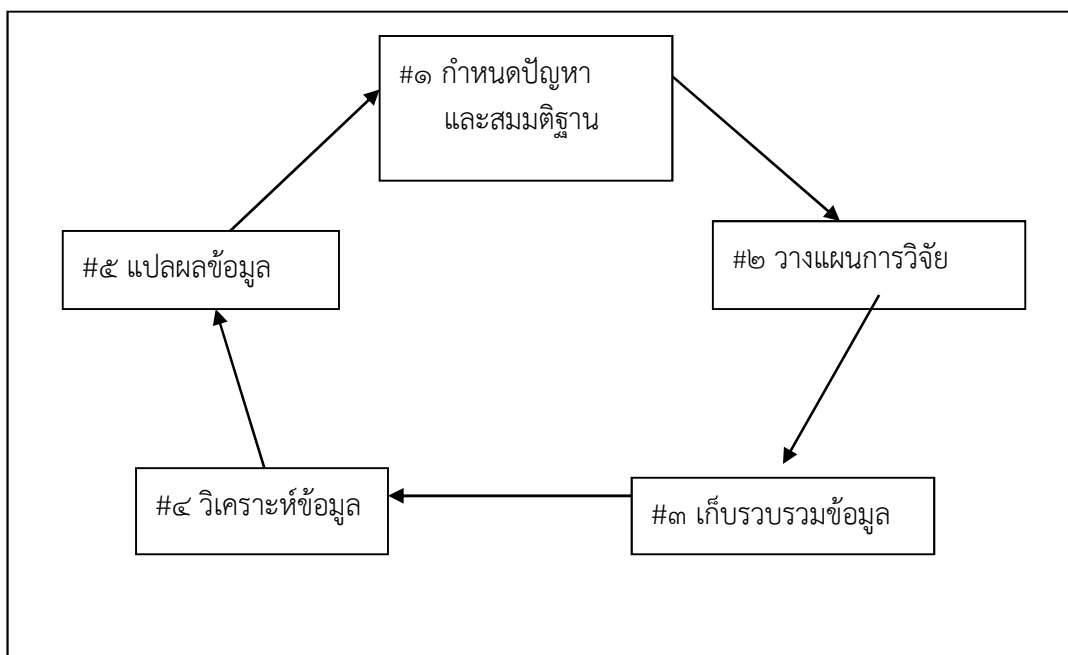 #๑ กำหนดปัญหา
และสมมติฐาน
#๒ วางแผนการวิจัย
#๓ เก็บรวบรวมข้อมูล
#๔ วิเคราะห์ข้อมูล
#๕ แปลผลข้อมูล